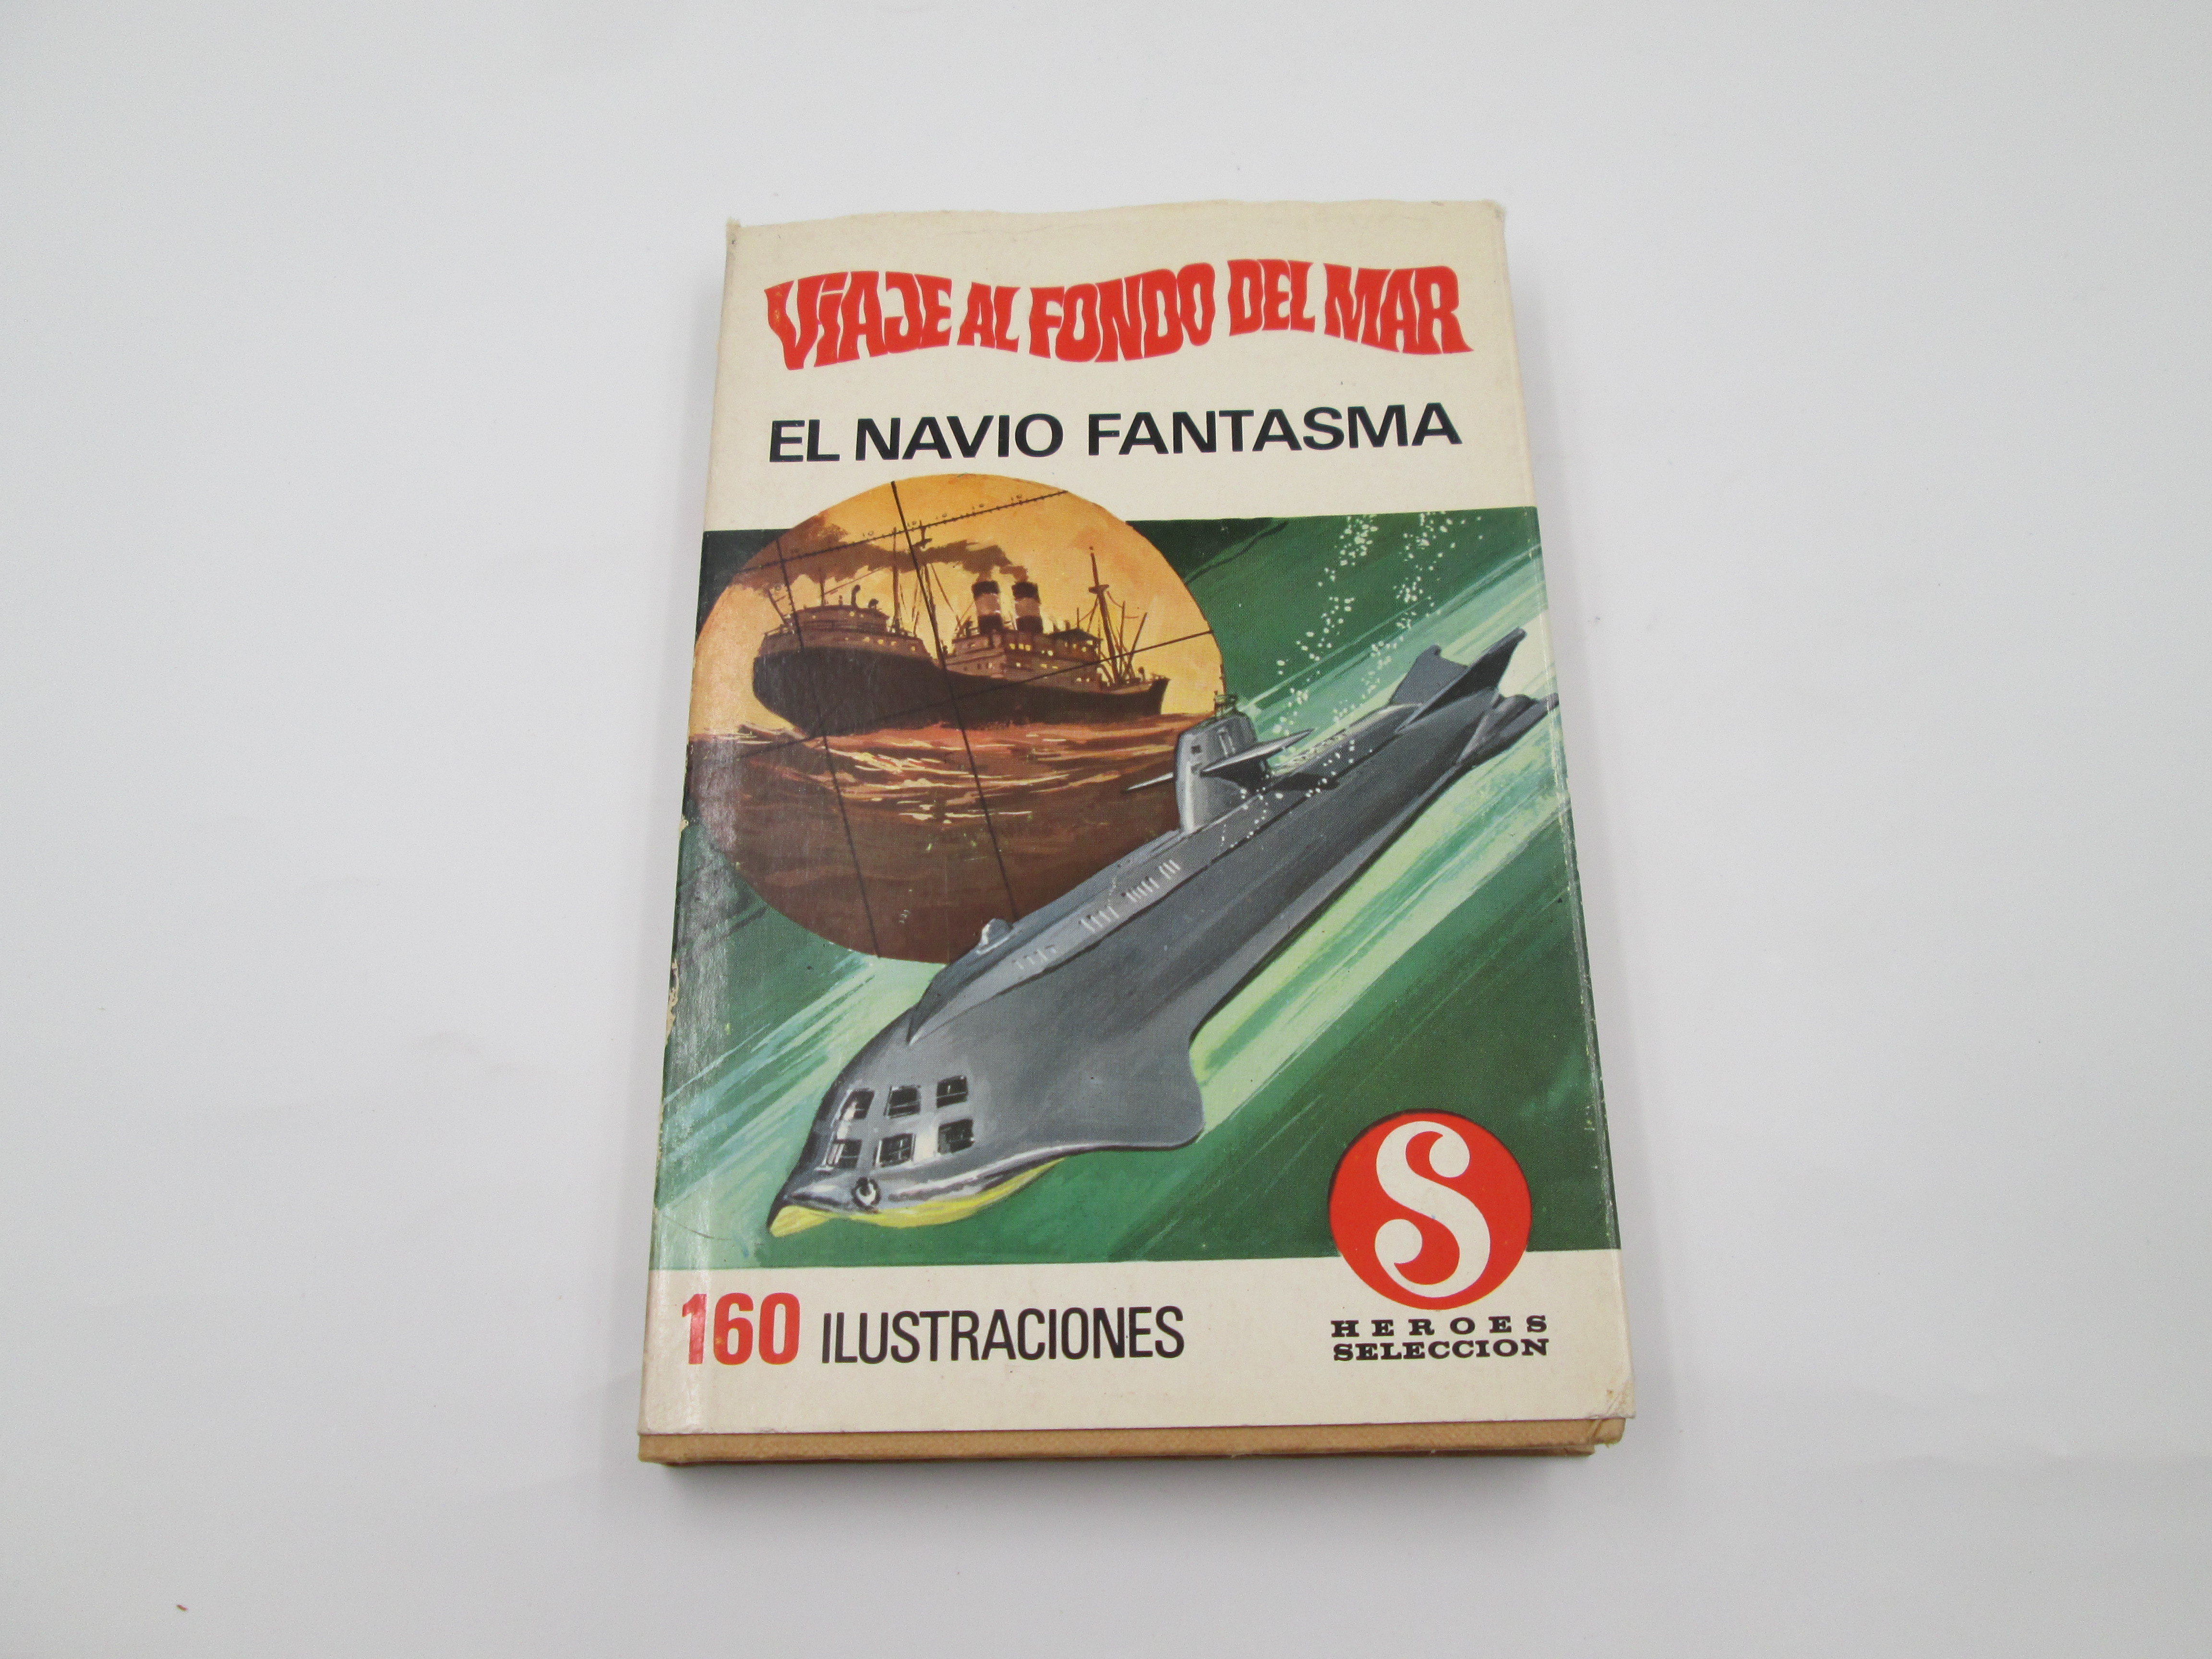 VIAJE AL FONDO DEL MAR
EL NAVIO FANTASMA
S
160 ILUSTRACIONES
HEROES
SELECCION